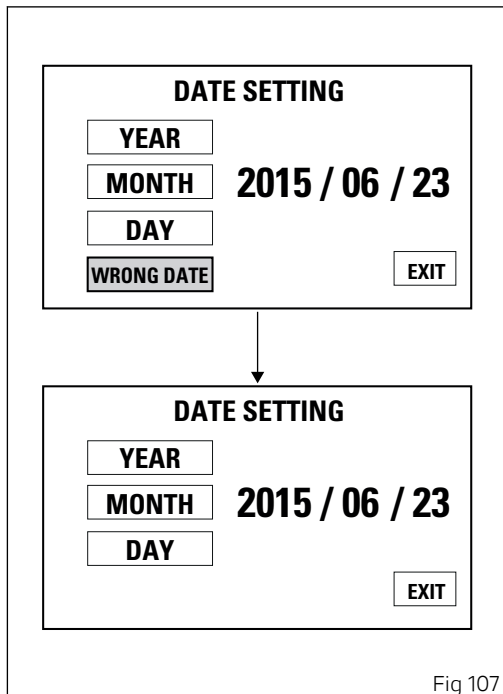 DATE SETTING
YEAR
MONTH 2015 / 06 / 23
DAY
WRONG DATE EXIT
DATE SETTING
YEAR
MONTH 2015 / 06 / 23
DAY
EXIT
Fig 107